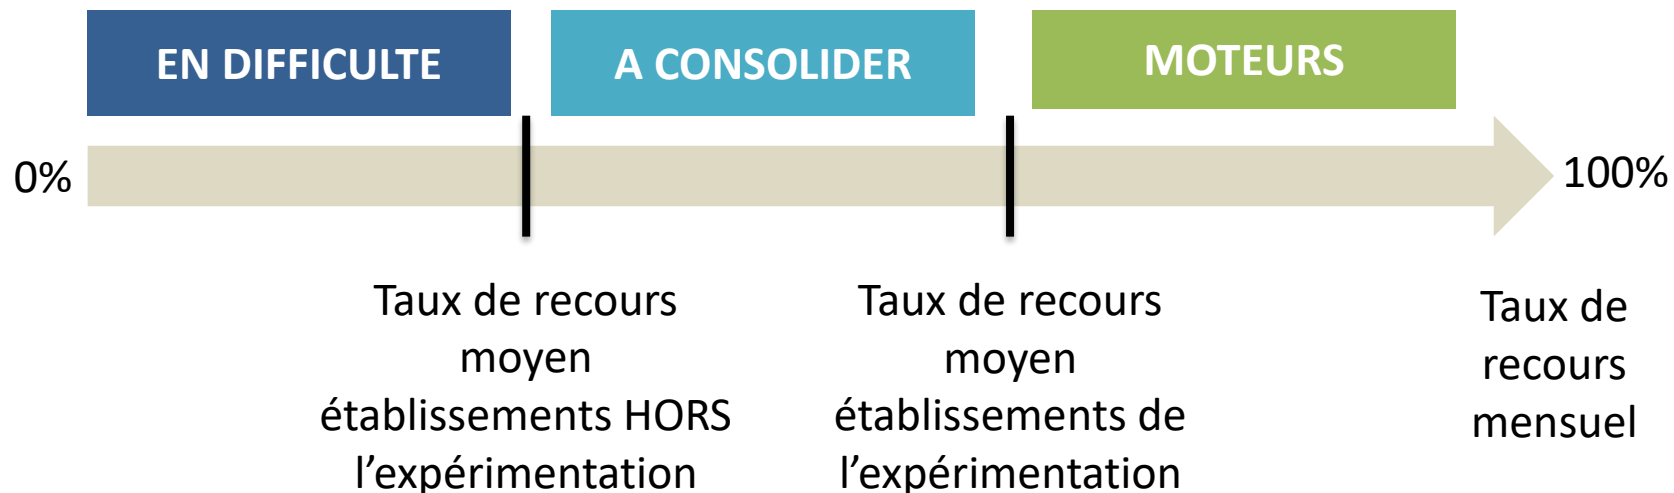 EN DIFFICULTE
A CONSOLIDER
MOTEURS
0%
100%
Taux de recours
moyen
établissements HORS
l’expérimentation
Taux de recours
moyen
établissements de
l’expérimentation
Taux de
recours
mensuel